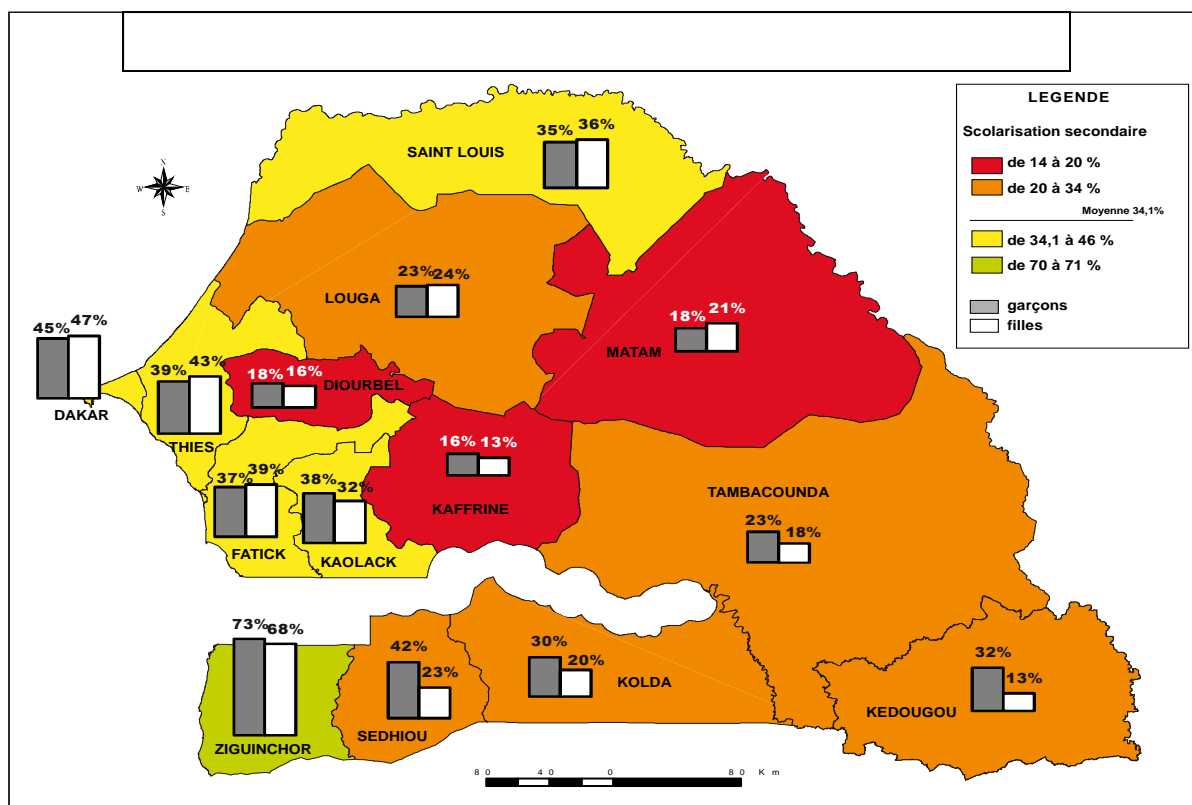 LEGENDE
Scolarisation secondaire
de 14 à 20 %
de 20 à 34 %
Moyenne 34,1%
de 34,1 à 46 %
de 70 à 71 %
garçons
filles
N
W E
S
35% 36%
SAINT LOUIS
23% 24%
LOUGA
18% 21%
MATAM
45% 47%
DAKAR
39% 43%
THIES
18% 16%
DIOURBEL
16% 13%
KAFFRINE
37% 39%
FATICK
38% 32%
KAOLACK
TAMBACOUNDA
23% 18%
73% 68%
ZIGUINCHOR
42% 23%
SEDHIOU
30% 20%
KOLDA
32% 13%
KEDOUGOU
80 40 0 80 Km